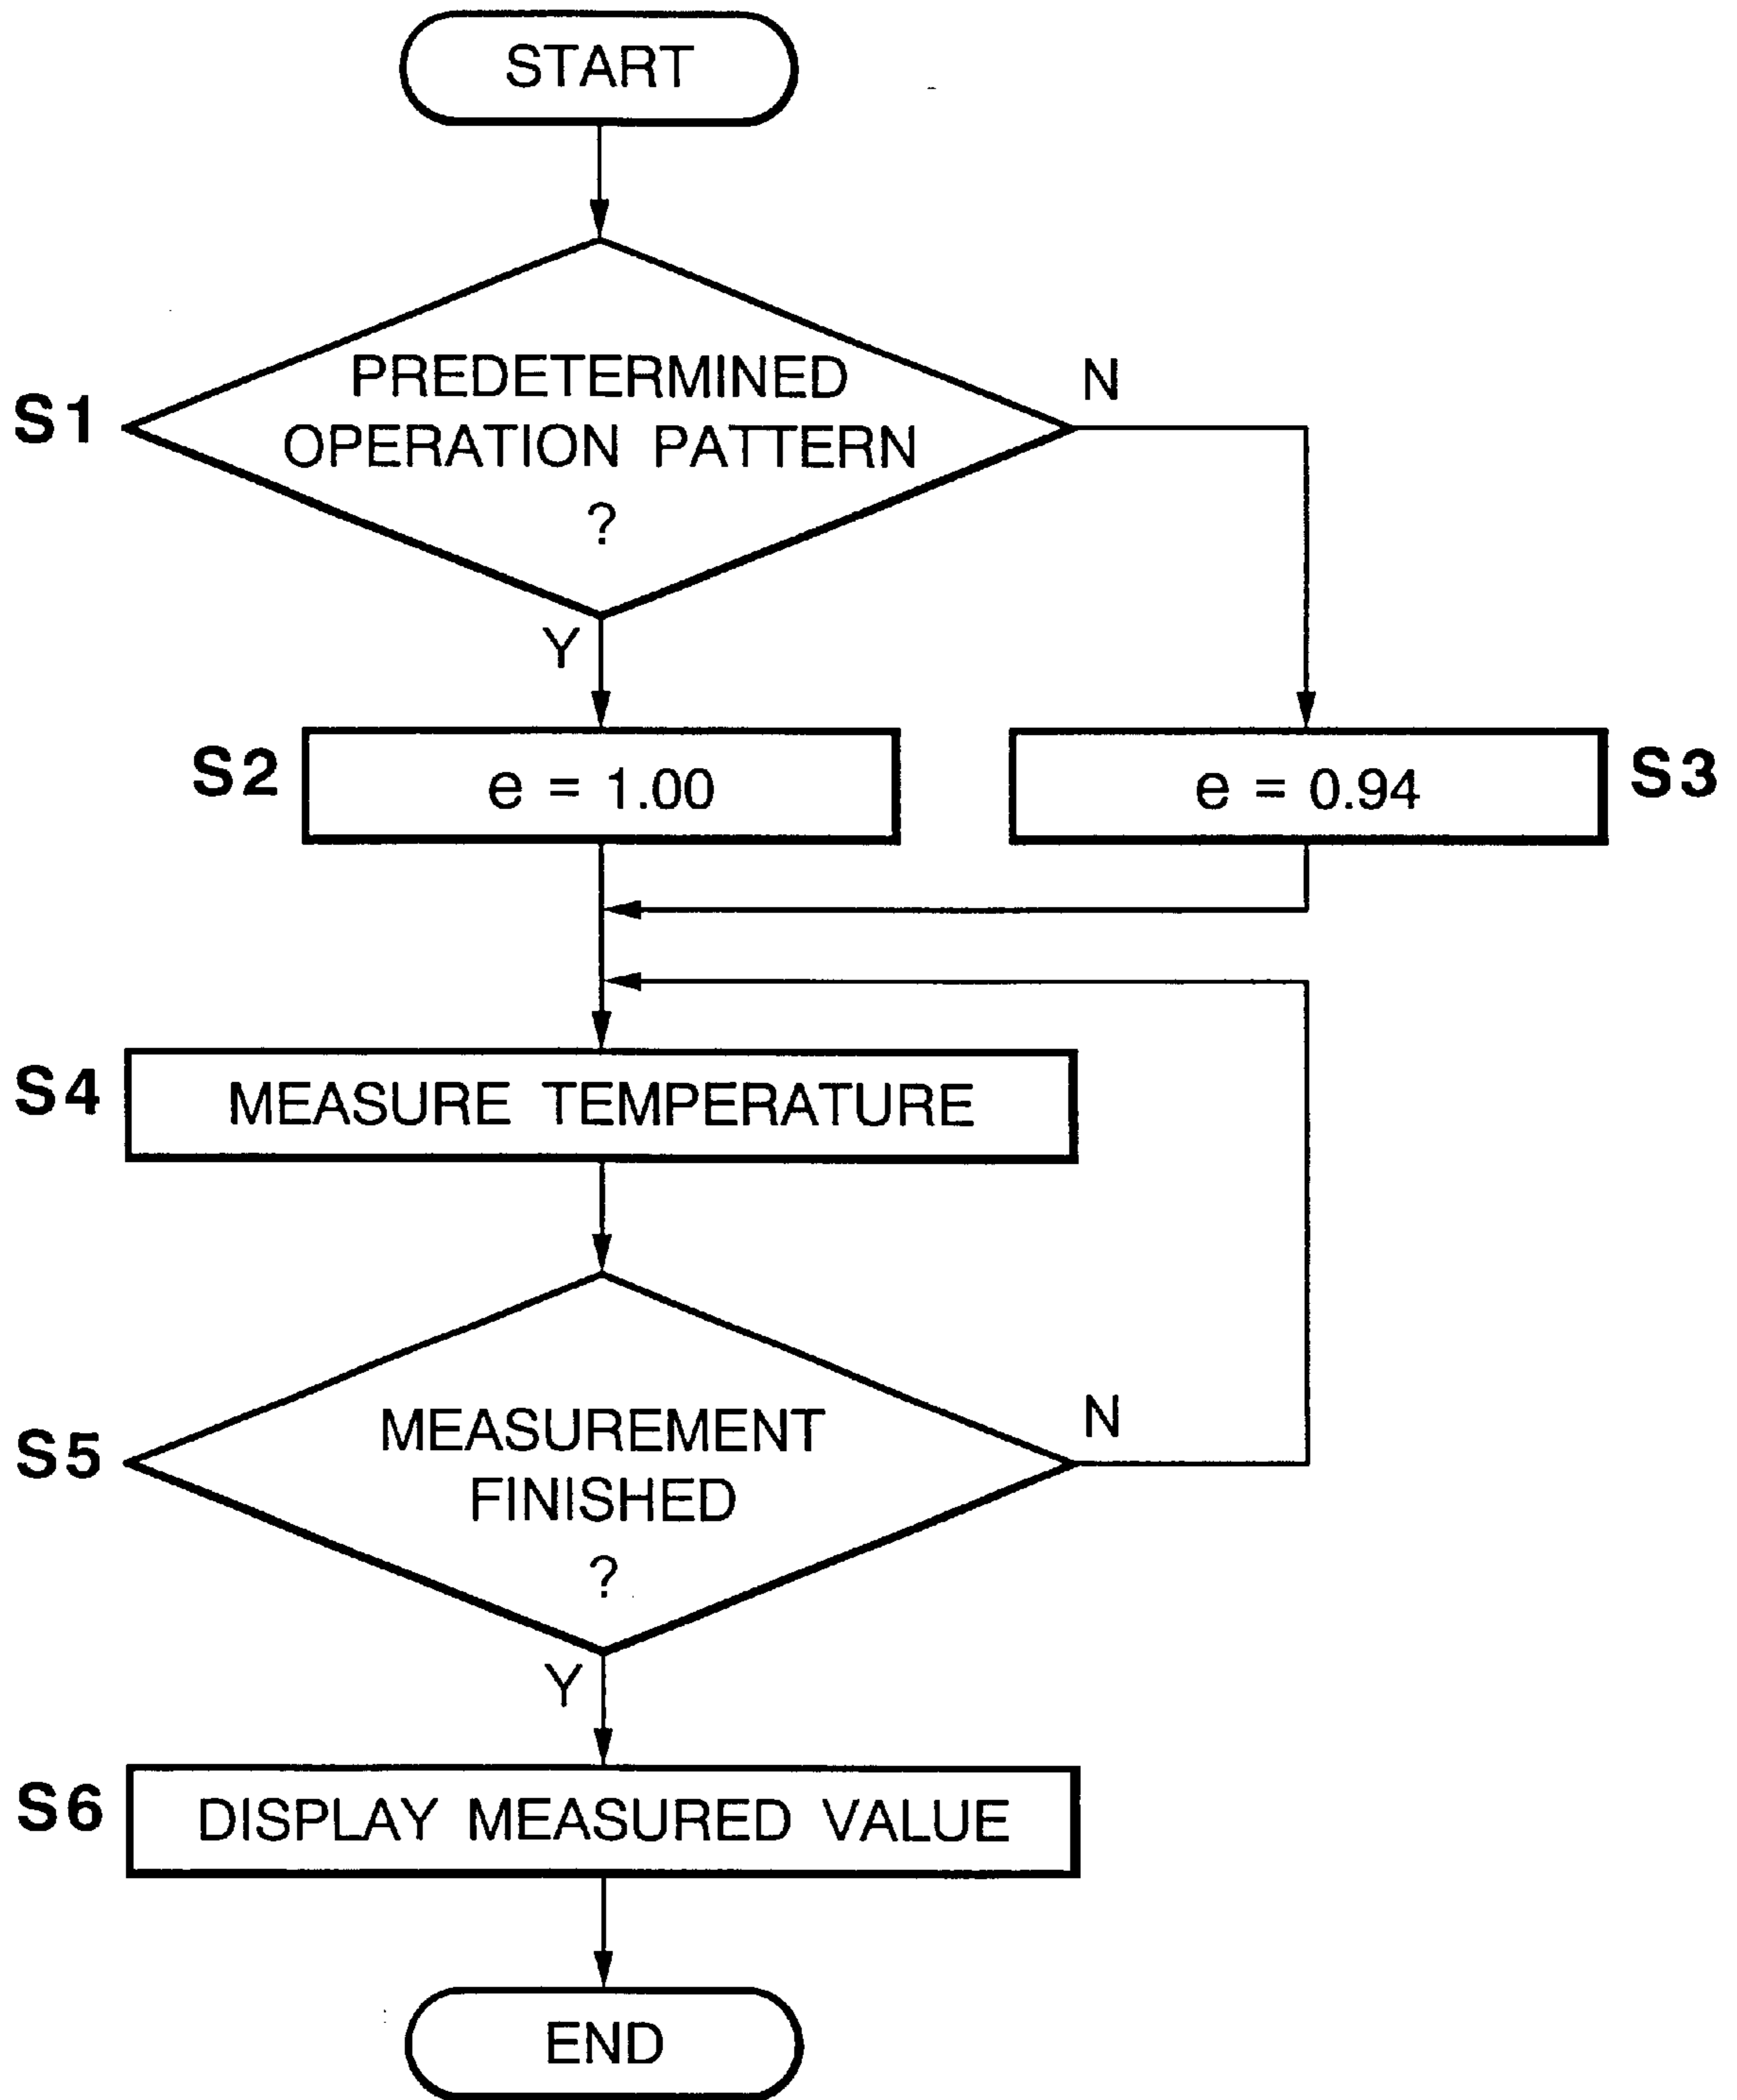 START
S1
PREDETERMINED
OPERATION PATTERN
?
N
Y
S2
e = 1.00
e = 0.94
S3
S4
MEASURE TEMPERATURE
S5
MEASUREMENT
FINISHED
?
N
Y
S6
DISPLAY MEASURED VALUE
END